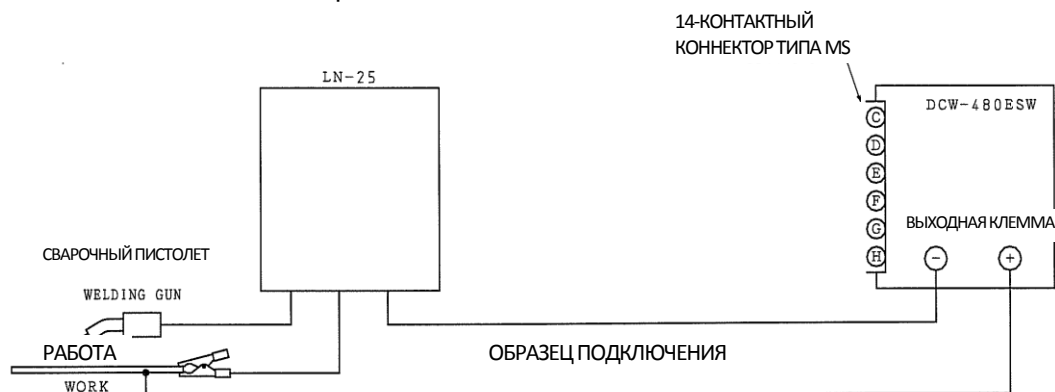 14-КОНТАКТНЫЙ
КОННЕКТОР ТИПА MS
LN-25
DCW-480ESW
C
D
E
F
G
H
ВЫХОДНАЯ КЛЕММА
- +
СВАРОЧНЫЙ ПИСТОЛЕТ
WELDING GUN
РАБОТА
ОБРАЗЕЦ ПОДКЛЮЧЕНИЯ
WORK